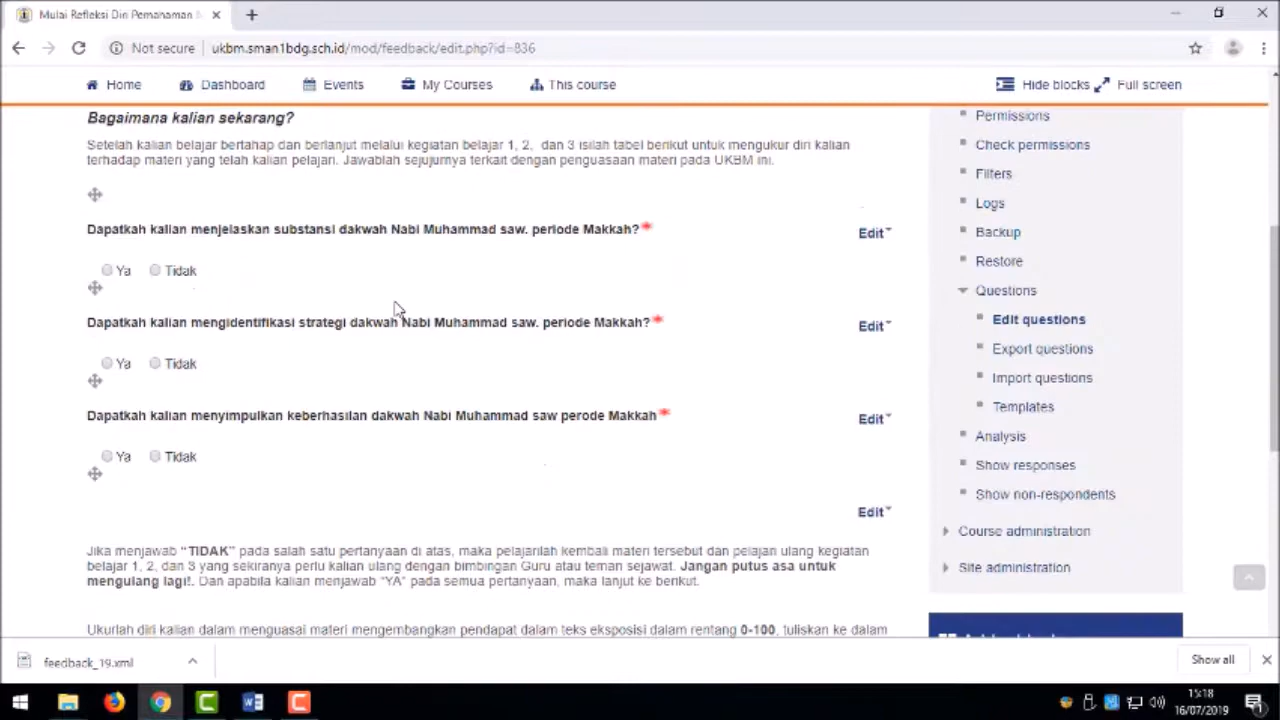 Mulai Refleksi Diri Pemahaman
Not secure
ukbm.sman1bdg.sch.id/mod/feedback/edit.php?id=836
Home
Dashboard
Events
My Courses
This course
Hide blocks
Full screen
Bagaimana kalian sekarang?
Setelah kalian belajar bertahap dan berlanjut melalui kegiatan belajar 1, 2, dan 3 isilah tabel berikut untuk mengukur diri kalian
terhadap materi yang telah kalian pelajari. Jawablah sejujurnya terkait dengan penguasaan materi pada UKBM ini.
Dapatkah kalian menjelaskan substansi dakwah Nabi Muhammad saw. periode Makkah?*
Edit
Ya Tidak
Dapatkah kalian mengidentifikasi strategi dakwah Nabi Muhammad saw. periode Makkah?*
Edit
Ya Tidak
Dapatkah kalian menyimpulkan keberhasilan dakwah Nabi Muhammad saw perode Makkah*
Edit
Ya Tidak
Edit
Jika menjawab “TIDAK” pada salah satu pertanyaan di atas, maka pelajarilah kembali materi tersebut dan pelajari ulang kegiatan
belajar 1, 2, dan 3 yang sekiranya perlu kalian ulang dengan bimbingan Guru atau teman sejawat. Jangan putus asa untuk
mengulang lagi!. Dan apabila kalian menjawab “YA” pada semua pertanyaan, maka lanjut ke berikut.
Ukurlah diri kalian dalam menguasai materi mengembangkan pendapat dalam teks eksposisi dalam rentang 0-100, tuliskan ke dalam
Permissions
Check permissions
Filters
Logs
Backup
Restore
Questions
Edit questions
Export questions
Import questions
Templates
Analysis
Show responses
Show non-respondents
Course administration
Site administration
feedback_19.xml
Show all
15:18
16/07/2019